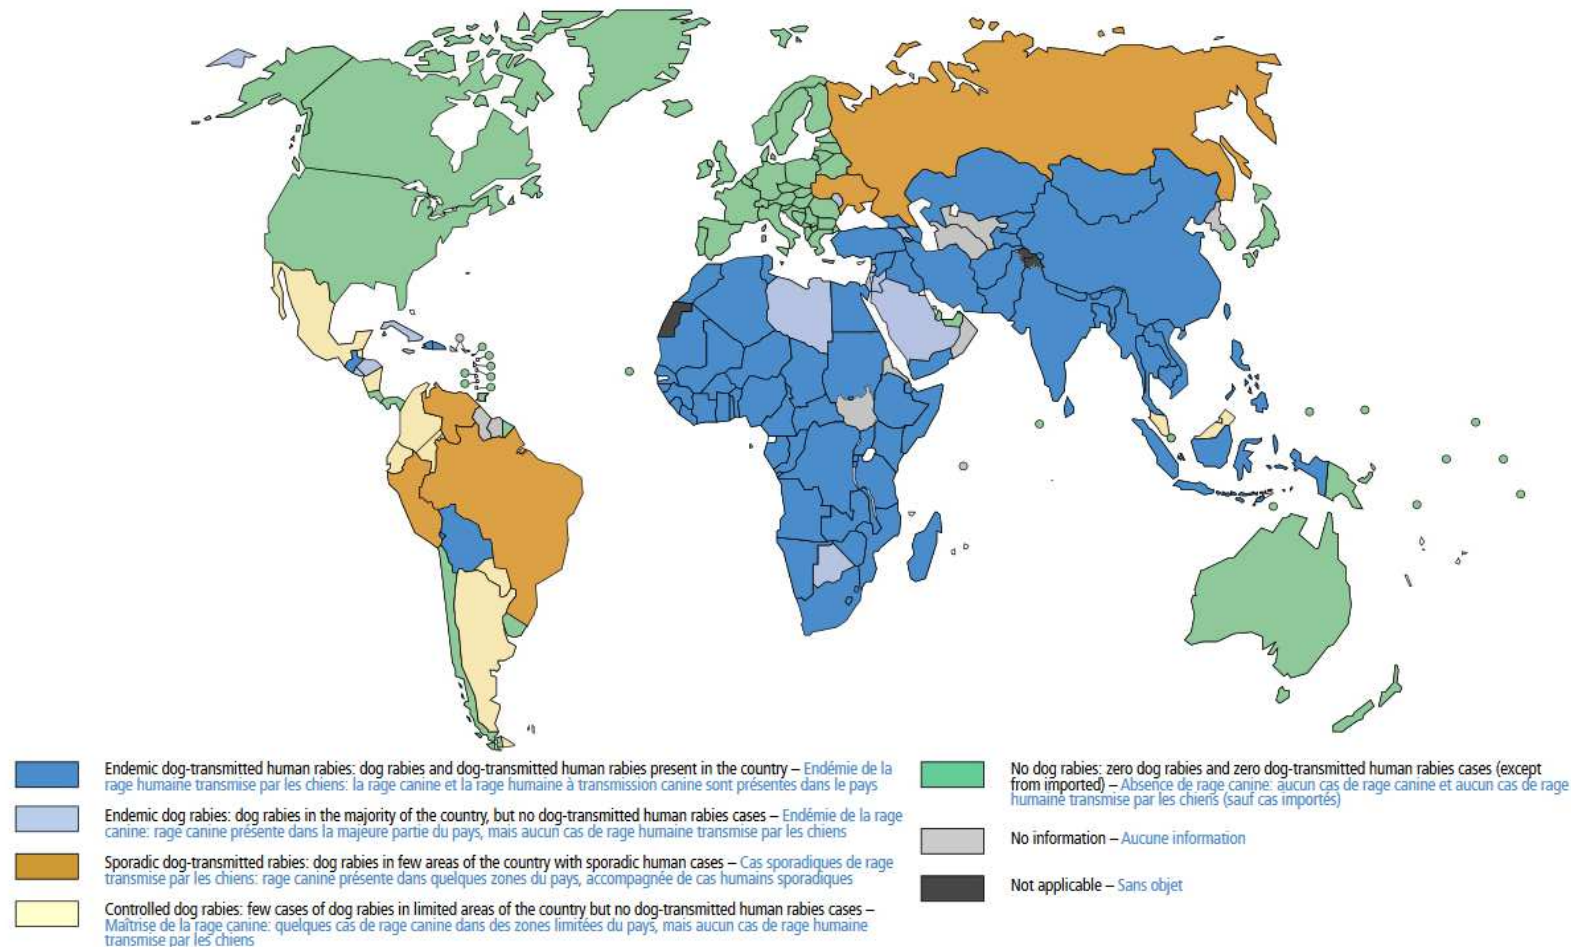 Endemic dog-transmitted human rabies: dog rabies and dog-transmitted human rabies present in the country – Endémie de la
rage humaine transmise par les chiens: la rage canine et la rage humaine à transmission canine sont présentes dans le pays
Endemic dog rabies: dog rabies in the majority of the country, but no dog-transmitted human rabies cases – Endémie de la rage
canine: rage canine présente dans la majeure partie du pays, mais aucun cas de rage humaine transmise par les chiens
Sporadic dog-transmitted rabies: dog rabies in few areas of the country with sporadic human cases – Cas sporadiques de rage
transmise par les chiens: rage canine présente dans quelques zones du pays, accompagnée de cas humains sporadiques
Controlled dog rabies: few cases of dog rabies in limited areas of the country but no dog-transmitted human rabies cases –
Maîtrise de la rage canine: quelques cas de rage canine dans des zones limitées du pays, mais aucun cas de rage humaine
transmise par les chiens
No dog rabies: zero dog rabies and zero dog-transmitted human rabies cases (except
from imported) – Absence de rage canine: aucun cas de rage canine et aucun cas de rage
humaine transmise par les chiens (sauf cas importés)
No information – Aucune information
Not applicable – Sans objet